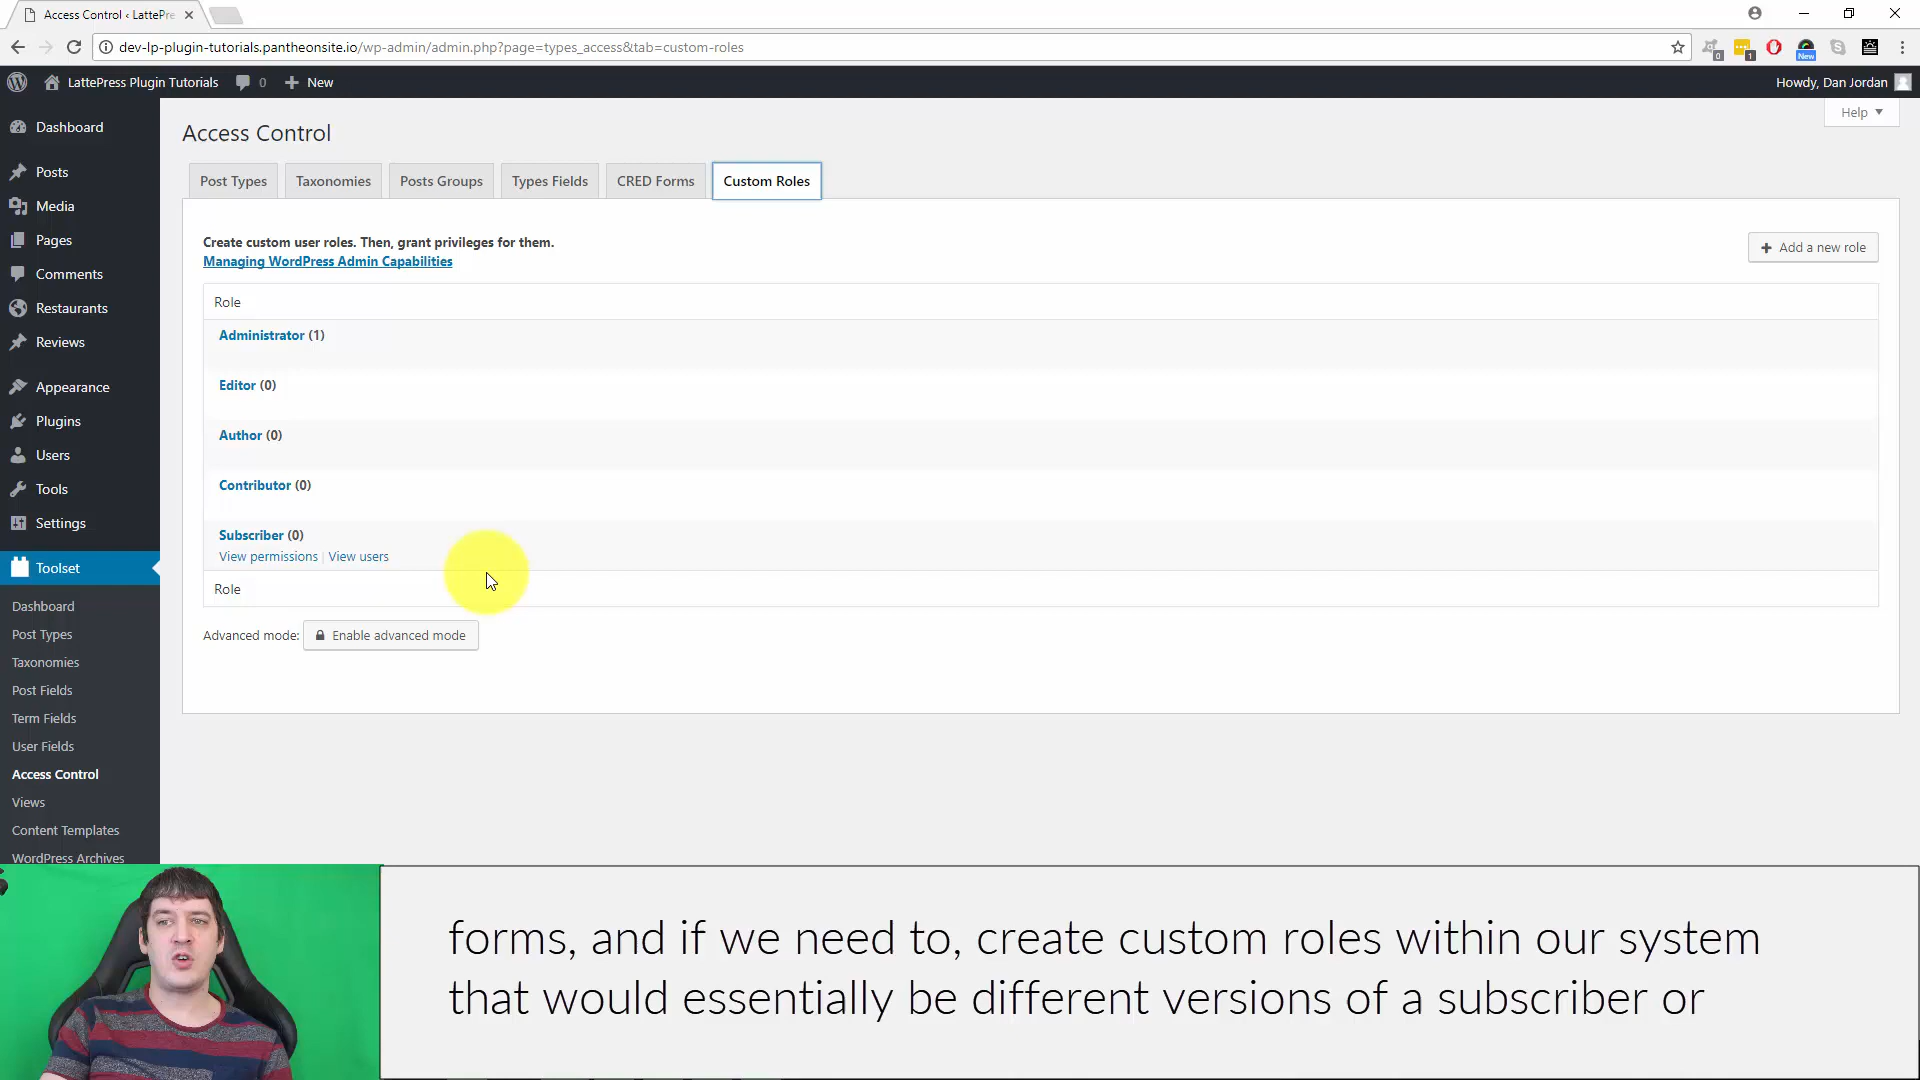 Access Control ‹ LattePre
dev-lp-plugin-tutorials.pantheonsite.io/wp-admin/admin.php?page=types_access&tab=custom-roles
0
1
New
LattePress Plugin Tutorials
0
New
Howdy, Dan Jordan
Help
Dashboard
Posts
Media
Pages
Comments
Restaurants
Reviews
Appearance
Plugins
Users
Tools
Settings
Toolset
Dashboard
Post Types
Taxonomies
Post Fields
Term Fields
User Fields
Access Control
Views
Content Templates
WordPress Archives
Access Control
Post Types
Taxonomies
Posts Groups
Types Fields
CRED Forms
Custom Roles
Create custom user roles. Then, grant privileges for them.
Managing WordPress Admin Capabilities
Add a new role
Role
Administrator (1)
Editor (0)
Author (0)
Contributor (0)
Subscriber (0)
View permissions | View users
Role
Advanced mode: Enable advanced mode
forms, and if we need to, create custom roles within our system
that would essentially be different versions of a subscriber or